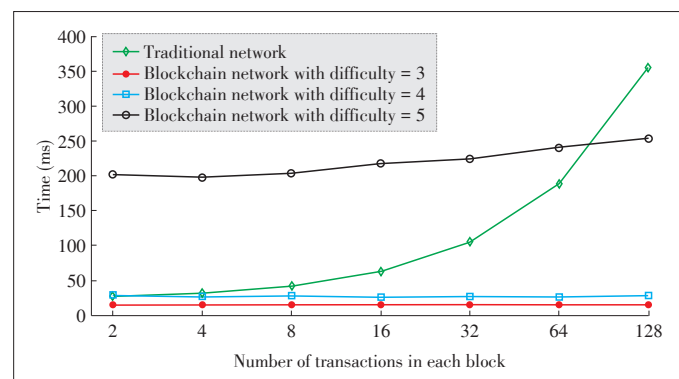 400
350
300
250
200
150
100
50
0
Time (ms)
Traditional network
Blockchain network with difficulty = 3
Blockchain network with difficulty = 4
Blockchain network with difficulty = 5
2 4 8 16 32 64 128
Number of transactions in each block